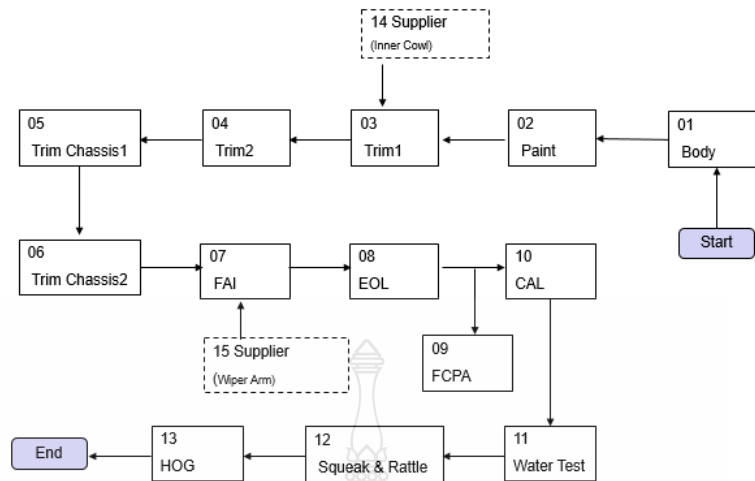 14 Supplier
(Inner Cowl)
05
Trim Chassis1
04
Trim2
03
Trim1
02
Paint
01
Body
Start
06
Trim Chassis2
07
FAI
08
EOL
10
CAL
15 Supplier
(Wiper Arm)
09
FCPA
End
13
HOG
12
Squeak & Rattle
11
Water Test